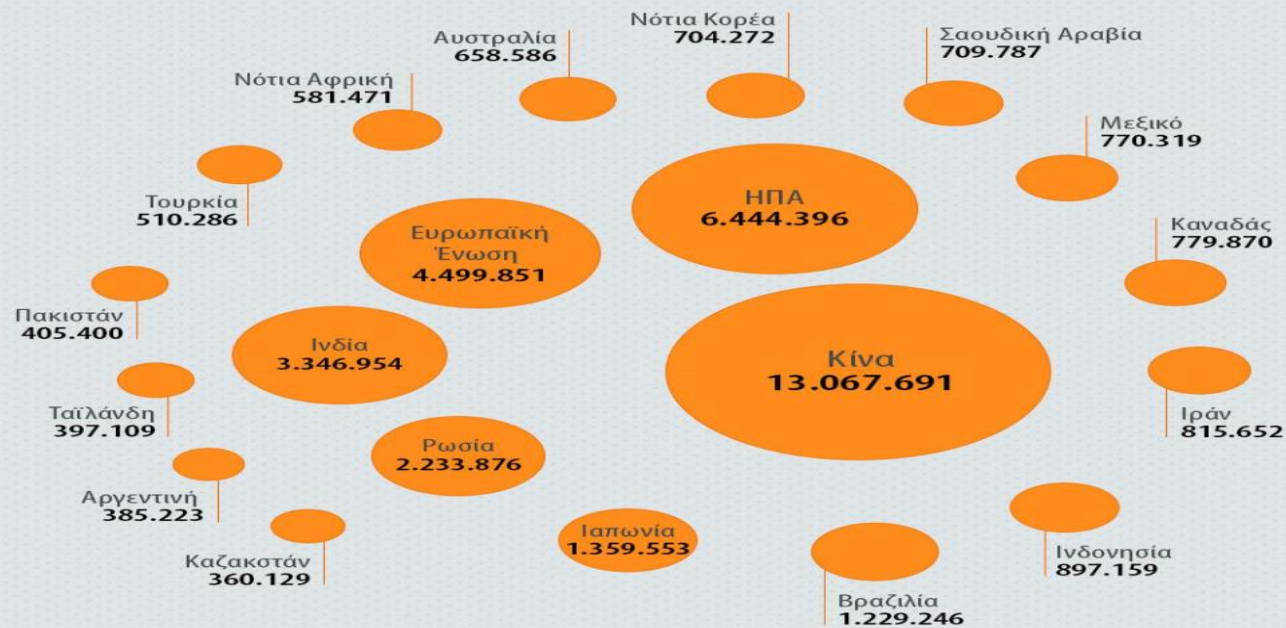 Νότια Κορέα
704.272
Αυστραλία
658.586
Σαουδική Αραβία
709.787
Νότια Αφρική
581.471
Μεξικό
770.319
Τουρκία
510.286
ΗΠΑ
6.444.396
Ευρωπαϊκή
Ένωση
4.499.851
Καναδάς
779.870
Πακιστάν
405.400
Ινδία
3.346.954
Κίνα
13.067.691
Ταϊλάνδη
397.109
Ιράν
815.652
Ρωσία
2.233.876
Αργεντινή
385.223
Ιαπωνία
1.359.553
Καζακστάν
360.129
Ινδονησία
897.159
Βραζιλία
1.229.246